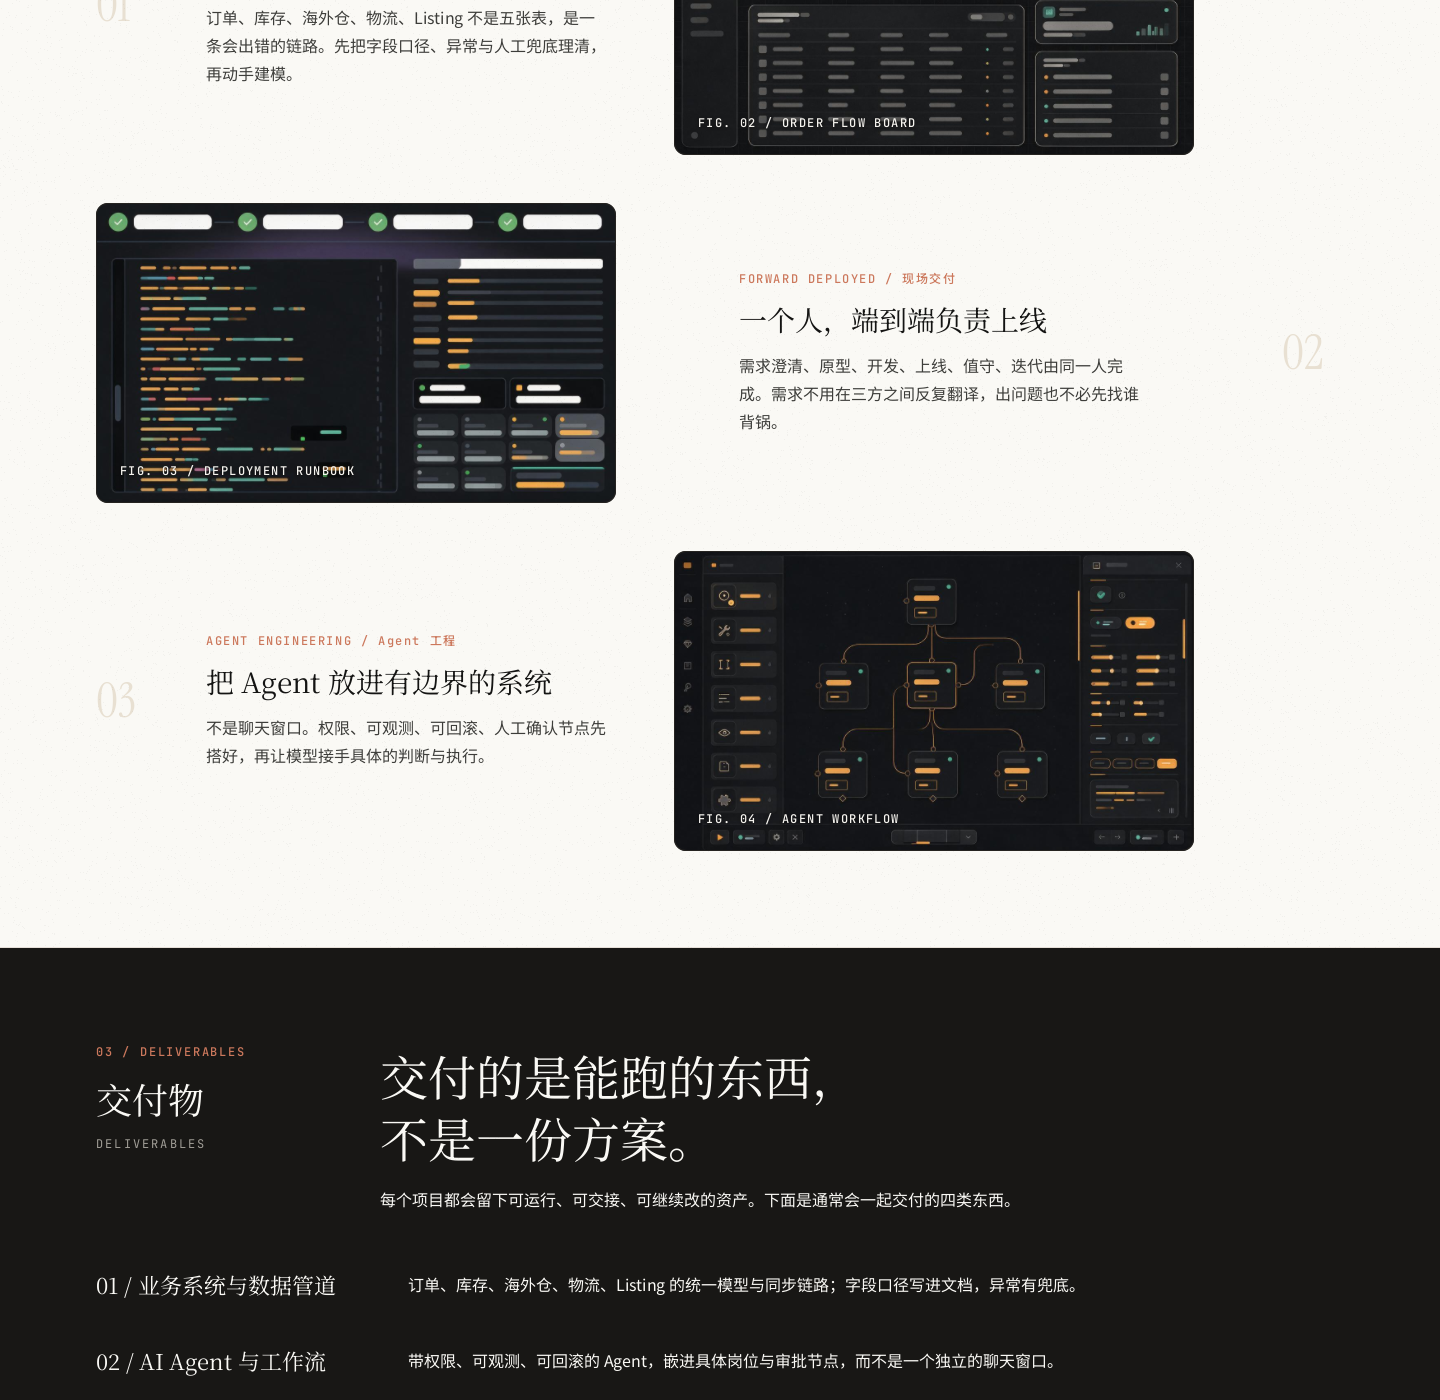 01
订单、库存、海外仓、物流、Listing 不是五张表，是一
条会出错的链路。先把字段口径、异常与人工兜底理清，
再动手建模。
FIG. 02 / ORDER FLOW BOARD
FIG. 03 / DEPLOYMENT RUNBOOK
FORWARD DEPLOYED / 现场交付
一个人，端到端负责上线
需求澄清、原型、开发、上线、值守、迭代由同一人完
成。需求不用在三方之间反复翻译，出问题也不必先找谁
背锅。
02
03
AGENT ENGINEERING / Agent 工程
把 Agent 放进有边界的系统
不是聊天窗口。权限、可观测、可回滚、人工确认节点先
搭好，再让模型接手具体的判断与执行。
FIG. 04 / AGENT WORKFLOW
03 / DELIVERABLES
交付物
DELIVERABLES
交付的是能跑的东西，
不是一份方案。
每个项目都会留下可运行、可交接、可继续改的资产。下面是通常会一起交付的四类东西。
01 / 业务系统与数据管道
订单、库存、海外仓、物流、Listing 的统一模型与同步链路；字段口径写进文档，异常有兜底。
02 / AI Agent 与工作流
带权限、可观测、可回滚的 Agent，嵌进具体岗位与审批节点，而不是一个独立的聊天窗口。